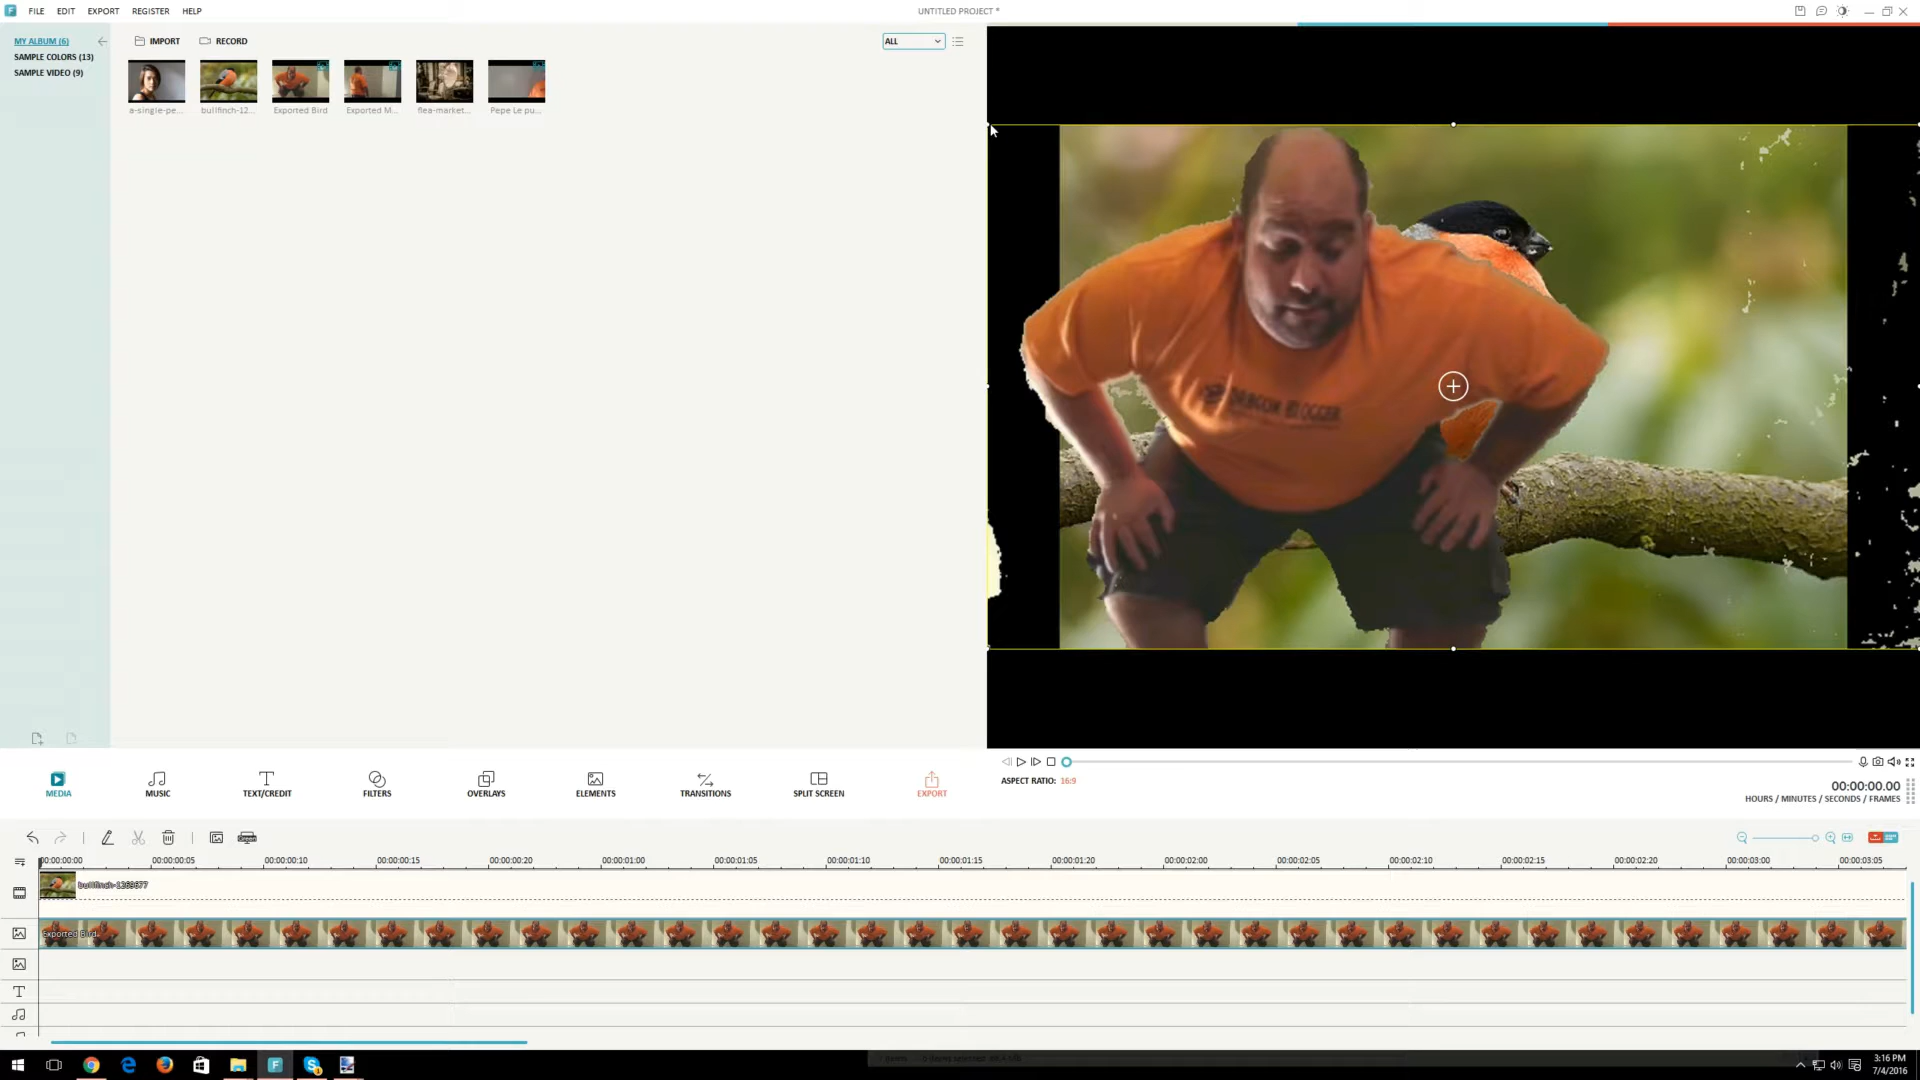 FILE EDIT EXPORT REGISTER HELP UNTITLED PROJECT *
MY ALBUM (6)
SAMPLE COLORS (13)
SAMPLE VIDEO (9)
IMPORT RECORD ALL
a-single-pe... bullfinch-12... Exported Bird Exported M... flea-market... Pepe Le pu...
DRAGON BLOGGER
ASPECT RATIO: 16:9
00:00:00.00
HOURS / MINUTES / SECONDS / FRAMES
MEDIA MUSIC TEXT/CREDIT FILTERS OVERLAYS ELEMENTS TRANSITIONS SPLIT SCREEN EXPORT
00:00:00:00 00:00:00:05 00:00:00:10 00:00:00:15 00:00:00:20 00:00:01:00 00:00:01:05 00:00:01:10 00:00:01:15 00:00:01:20 00:00:02:00 00:00:02:05 00:00:02:10 00:00:02:15 00:00:02:20 00:00:03:00 00:00:03:05
Exported Bird
3:16 PM
7/4/2016